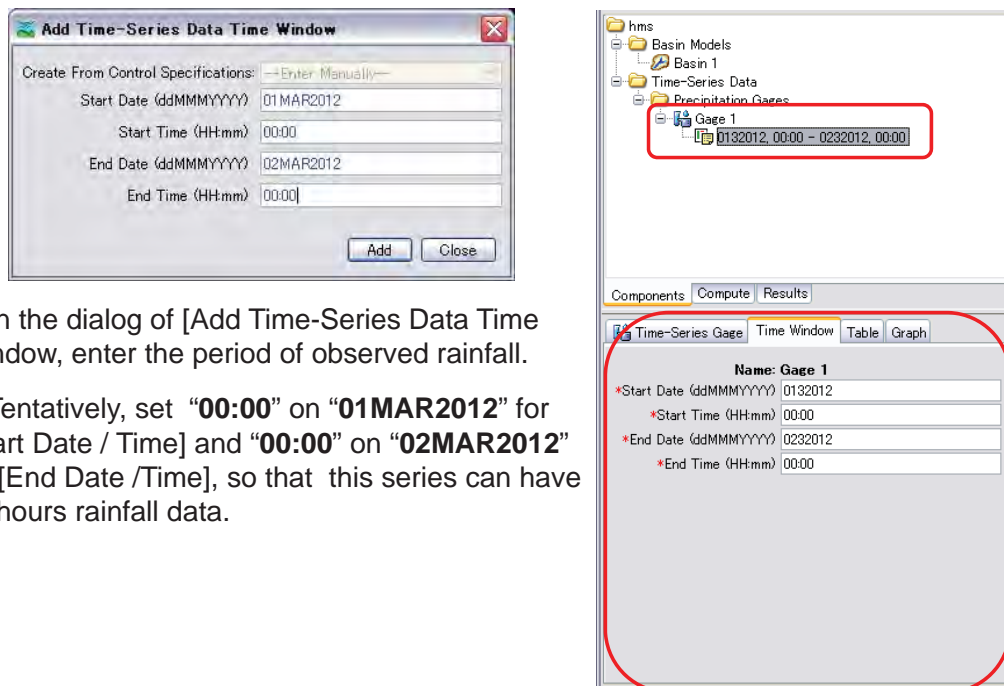 Add Time-Series Data Time Window
Create From Control Specifications: --Enter Manually--
Start Date (ddMMMYYYY) 01MAR2012
Start Time (HH:mm) 00:00
End Date (ddMMMYYYY) 02MAR2012
End Time (HH:mm) 00:00
Add Close
n the dialog of [Add Time-Series Data Time
ndow, enter the period of observed rainfall.
entatively, set “00:00” on “01MAR2012” for
art Date / Time] and “00:00” on “02MAR2012”
[End Date /Time], so that this series can have
hours rainfall data.
hms
Basin Models
Basin 1
Time-Series Data
Precipitation Gages
Gage 1
0132012, 00:00 - 0232012, 00:00
Components Compute Results
Time-Series Gage Time Window Table Graph
Name: Gage 1
*Start Date (ddMMMYYYY) 0132012
*Start Time (HH:mm) 00:00
*End Date (ddMMMYYYY) 0232012
*End Time (HH:mm) 00:00